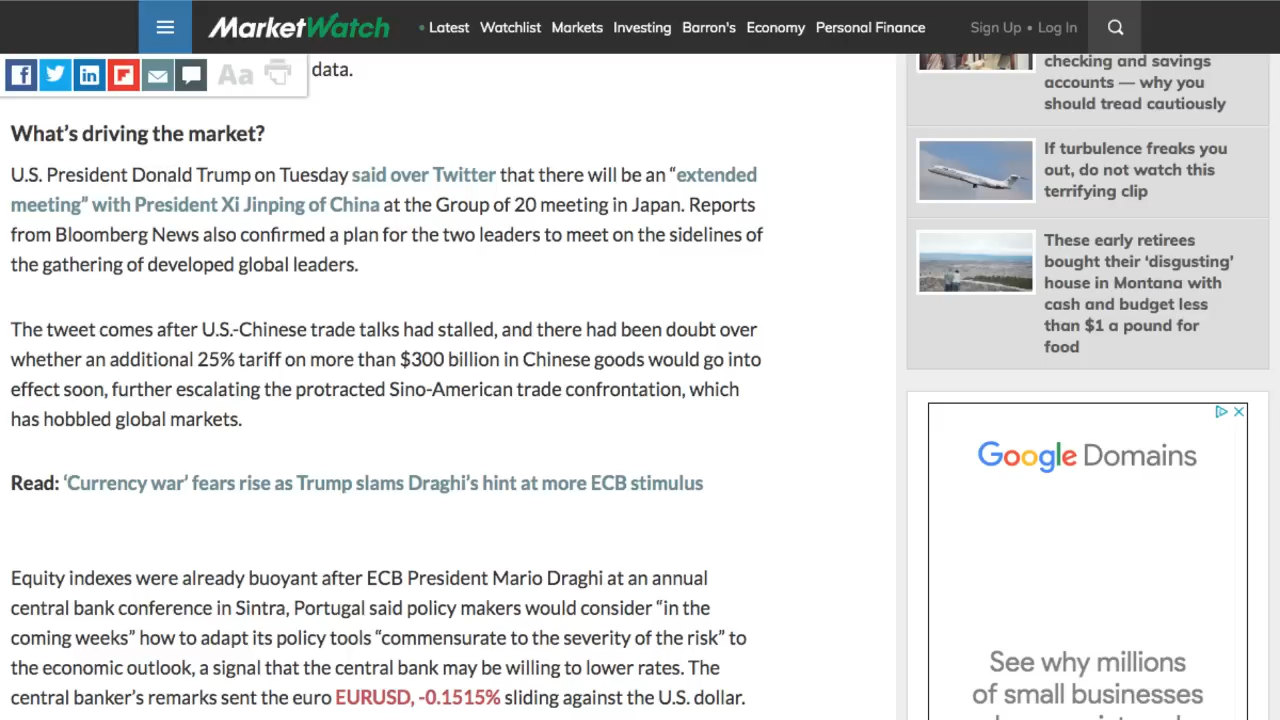 MarketWatch
Latest Watchlist Markets Investing Barron's Economy Personal Finance
Sign Up • Log In
Aa
data.
What's driving the market?
U.S. President Donald Trump on Tuesday said over Twitter that there will be an “extended
meeting” with President Xi Jinping of China at the Group of 20 meeting in Japan. Reports
from Bloomberg News also confirmed a plan for the two leaders to meet on the sidelines of
the gathering of developed global leaders.
The tweet comes after U.S.-Chinese trade talks had stalled, and there had been doubt over
whether an additional 25% tariff on more than $300 billion in Chinese goods would go into
effect soon, further escalating the protracted Sino-American trade confrontation, which
has hobbled global markets.
Read: ‘Currency war’ fears rise as Trump slams Draghi’s hint at more ECB stimulus
Equity indexes were already buoyant after ECB President Mario Draghi at an annual
central bank conference in Sintra, Portugal said policy makers would consider “in the
coming weeks” how to adapt its policy tools “commensurate to the severity of the risk” to
the economic outlook, a signal that the central bank may be willing to lower rates. The
central banker’s remarks sent the euro EURUSD, -0.1515% sliding against the U.S. dollar.
checking and savings
accounts — why you
should tread cautiously
If turbulence freaks you
out, do not watch this
terrifying clip
These early retirees
bought their ‘disgusting’
house in Montana with
cash and budget less
than $1 a pound for
food
Google Domains
See why millions
of small businesses